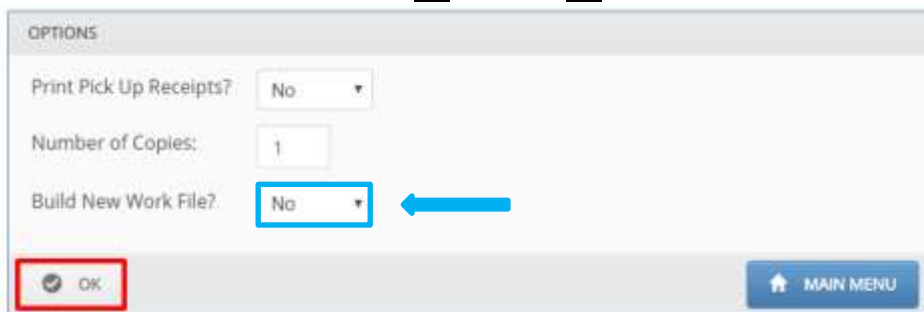 OPTIONS
Print Pick Up Receipts? No
Number of Copies: 1
Build New Work File? No
OK MAIN MENU